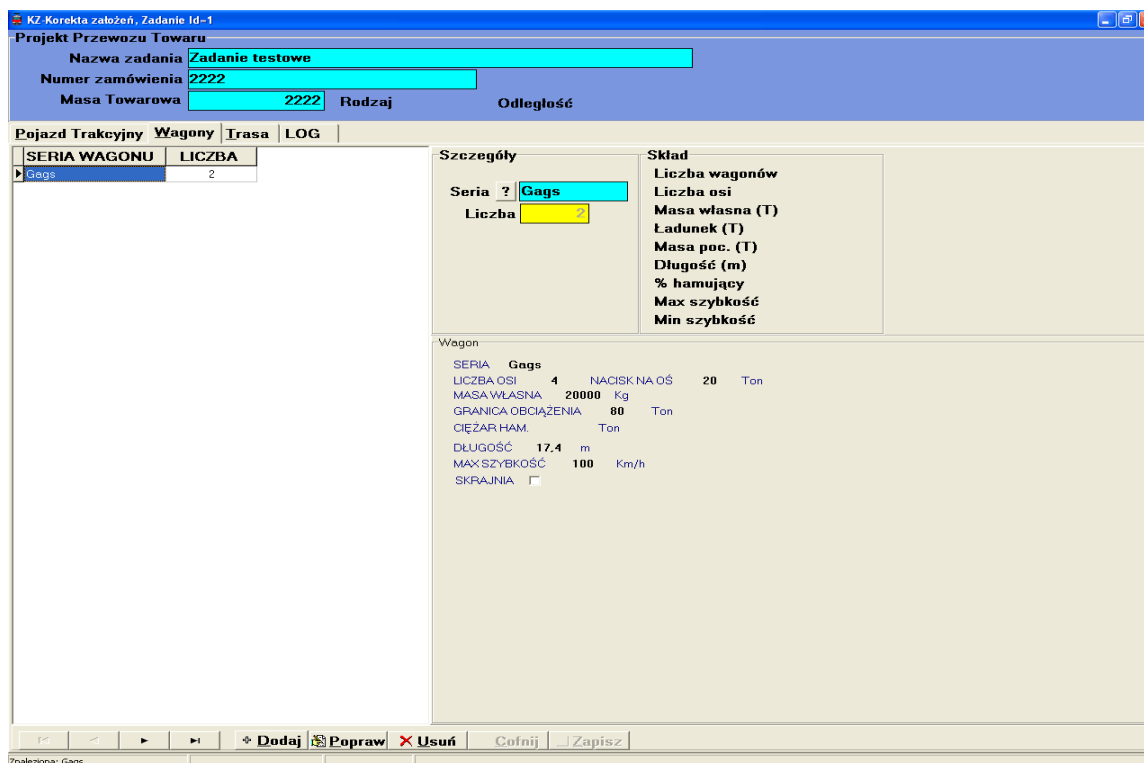 KZ-Korekta założeń, Zadanie Id=1
Projekt Przewozu Towaru
Nazwa zadania Zadanie testowe
Numer zamówienia 2222
Masa Towarowa 2222 Rodzaj Odległość
Pojazd Trakcyjny Wagony Trasa LOG
SERIA WAGONU LICZBA
Gags 2
Szczegóły
Seria ? Gags
Liczba 2
Skład
Liczba wagonów
Liczba osi
Masa własna (T)
Ładunek (T)
Masa poc. (T)
Długość (m)
% hamujący
Max szybkość
Min szybkość
Wagon
SERIA Gags
LICZBA OSI 4 NACISK NA OŚ 20 Ton
MASA WŁASNA 20000 Kg
GRANICA OBCIĄŻENIA 80 Ton
CIĘŻAR HAM. Ton
DŁUGOŚĆ 17,4 m
MAX SZYBKOŚĆ 100 Km/h
SKRAJNIA
Dodaj Popraw Usuń Cofnij Zapisz
Znaleziona: Gags